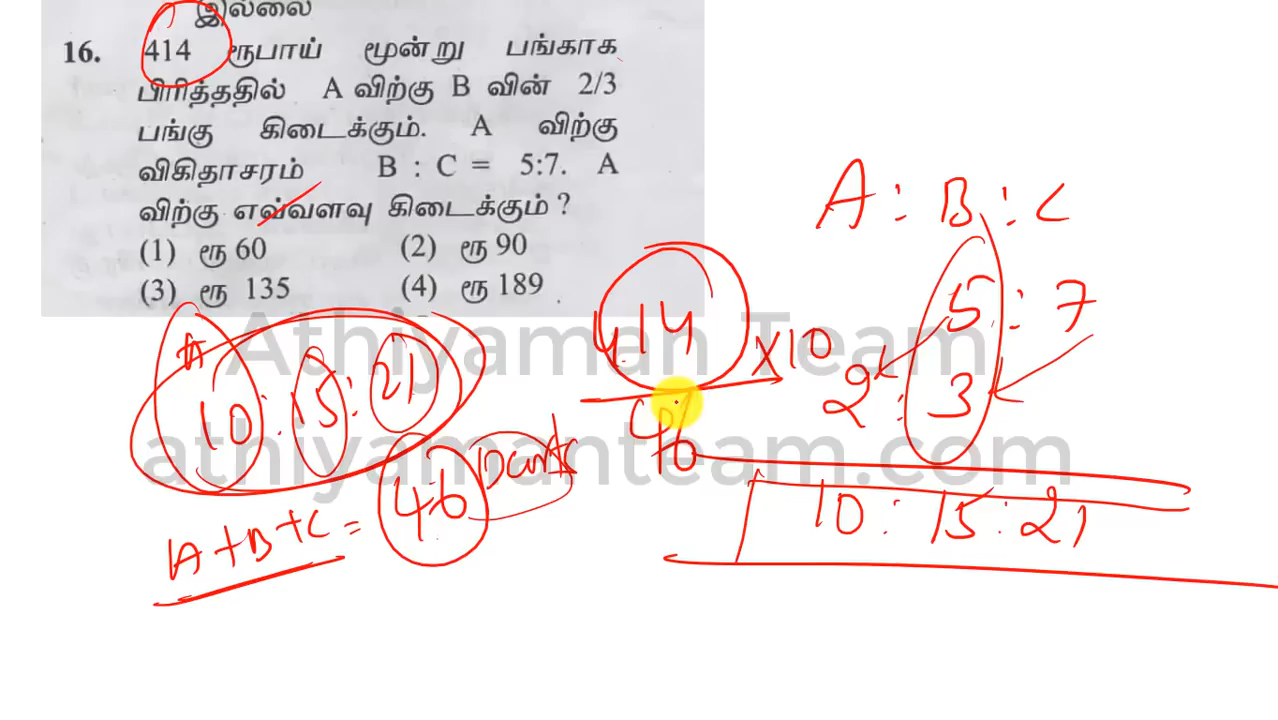 இல்லை
16. 414 ரூபாய் மூன்று பங்காக
பிரித்ததில் A விற்கு B வின் 2/3
பங்கு கிடைக்கும். A விற்கு
விகிதாசரம் B : C = 5:7. A
விற்கு எவ்வளவு கிடைக்கும் ?
(1) ரூ 60 (2) ரூ 90
(3) ரூ 135 (4) ரூ 189
A : B : C
5 : 7
2 : 3
10 : 15 : 21
414 x10
46
A
10 : 15 : 21
46 parts
A+B+C =
Athiyaman Team
athiyamanteam.com